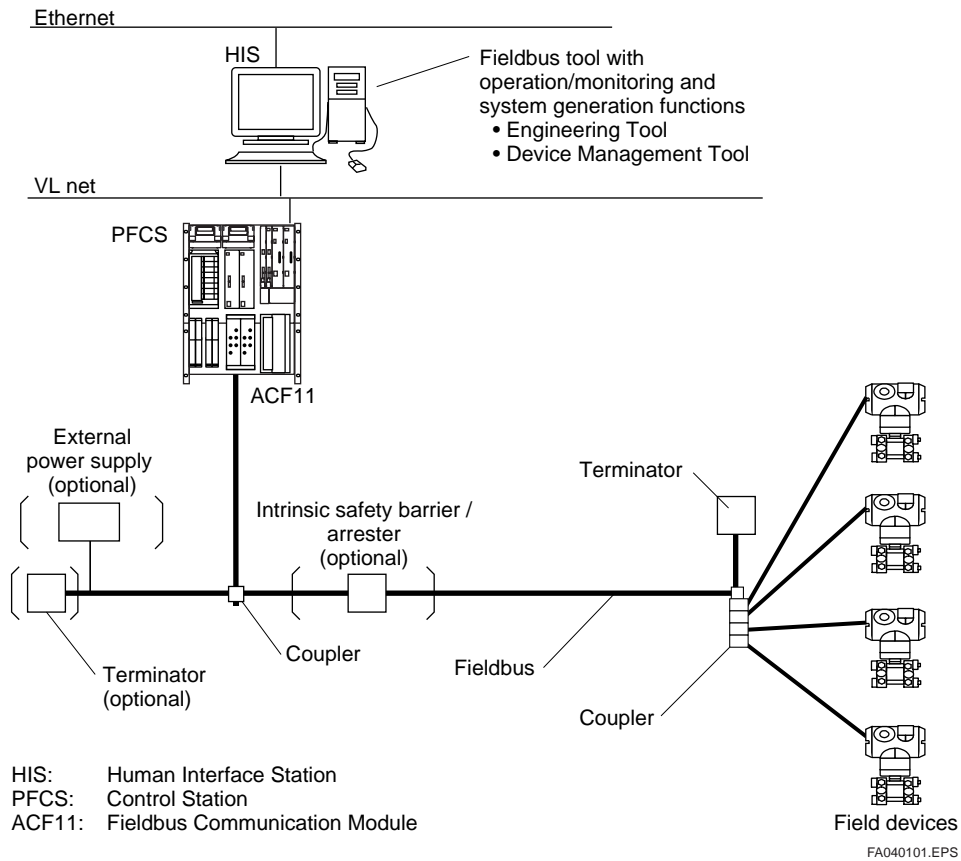 Ethernet
HIS
Fieldbus tool with
operation/monitoring and
system generation functions
• Engineering Tool
• Device Management Tool
VL net
PFCS
ACF11
External
power supply
(optional)
Terminator
Intrinsic safety barrier /
arrester
(optional)
Coupler
Fieldbus
Terminator
(optional)
Coupler
HIS: Human Interface Station
PFCS: Control Station
ACF11: Fieldbus Communication Module
Field devices
FA040101.EPS